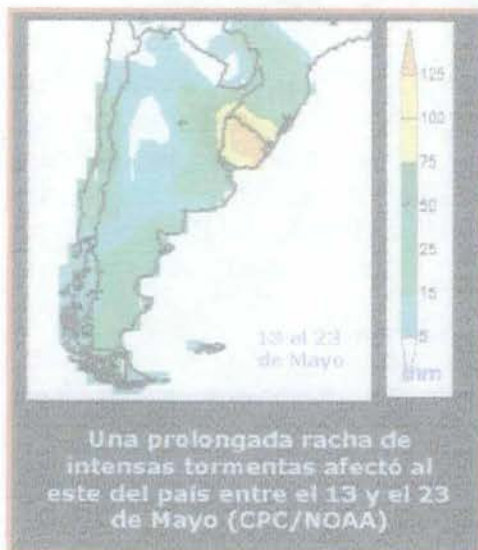 125
100
75
50
25
15
5
mm
13 al 23
de Mayo
Una prolongada racha de
intensas tormentas afectó al
este del país entre el 13 y el 23
de Mayo (CPC/NOAA)